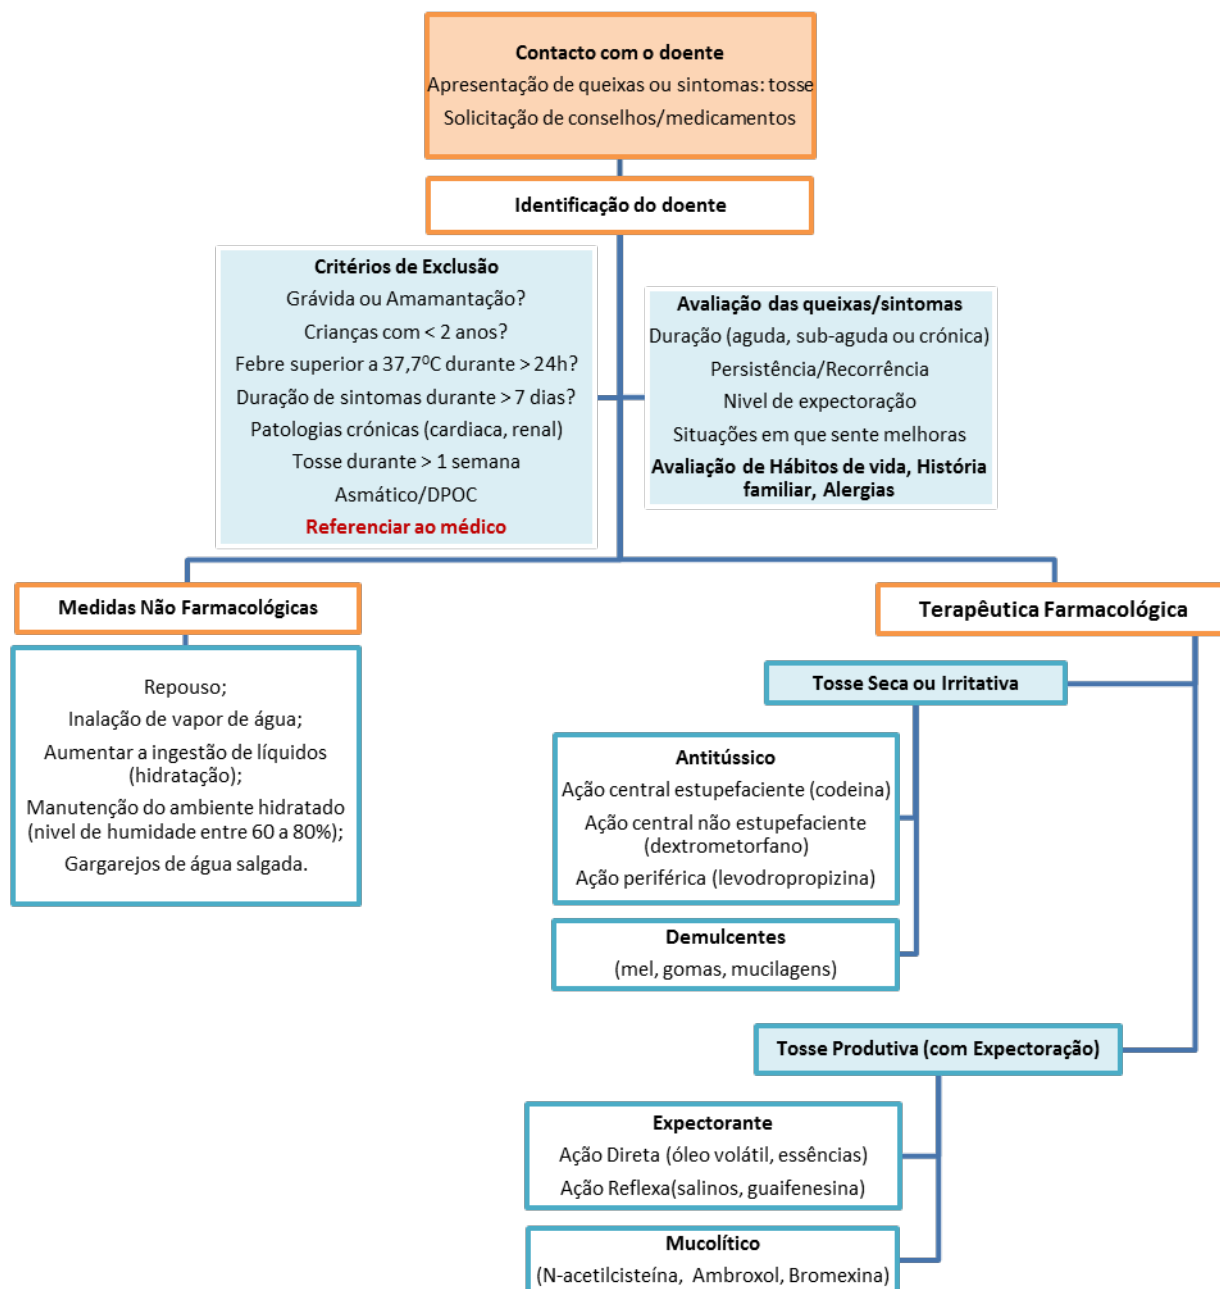 Contacto com o doente
Apresentação de queixas ou sintomas: tosse
Solicitação de conselhos/medicamentos
Identificação do doente
Critérios de Exclusão
Grávida ou Amamantação?
Crianças com < 2 anos?
Febre superior a 37,7ºC durante > 24h?
Duração de sintomas durante > 7 dias?
Patologias crónicas (cardiaca, renal)
Tosse durante > 1 semana
Asmático/DPOC
Referenciar ao médico
Avaliação das queixas/sintomas
Duração (aguda, sub-aguda ou crónica)
Persistência/Recorrência
Nivel de expectoração
Situações em que sente melhoras
Avaliação de Hábitos de vida, História
familiar, Alergias
Medidas Não Farmacológicas
Repouso;
Inalação de vapor de água;
Aumentar a ingestão de líquidos
(hidratação);
Manutenção do ambiente hidratado
(nivel de humidade entre 60 a 80%);
Gargarejos de água salgada.
Terapêutica Farmacológica
Tosse Seca ou Irritativa
Antitússico
Ação central estupefaciente (codeina)
Ação central não estupefaciente
(dextrometorfano)
Ação periférica (levodropropizina)
Demulcentes
(mel, gomas, mucilagens)
Tosse Produtiva (com Expectoração)
Expectorante
Ação Direta (óleo volátil, essências)
Ação Reflexa(salinos, guaifenesina)
Mucolítico
(N-acetilcisteína, Ambroxol, Bromexina)